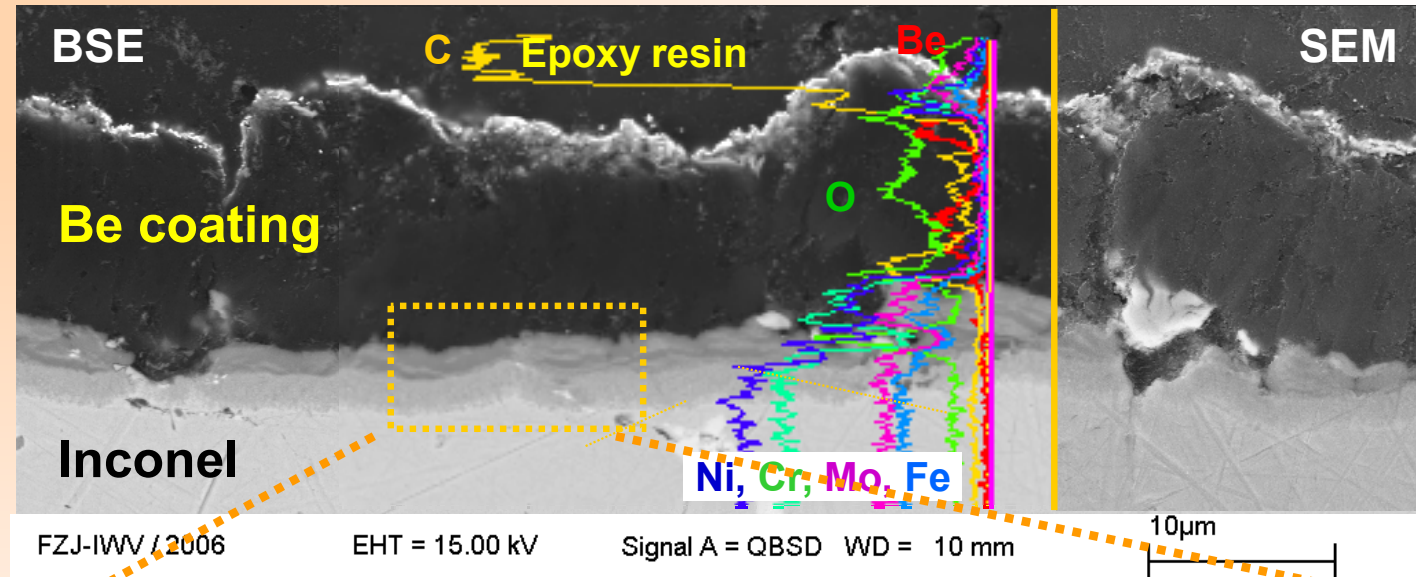 BSE
C Epoxy resin
Be
SEM
O
Be coating
Inconel
Ni, Cr, Mo, Fe
FZJ-IWV / 2006 EHT = 15.00 kV Signal A = QBSD WD = 10 mm
10µm